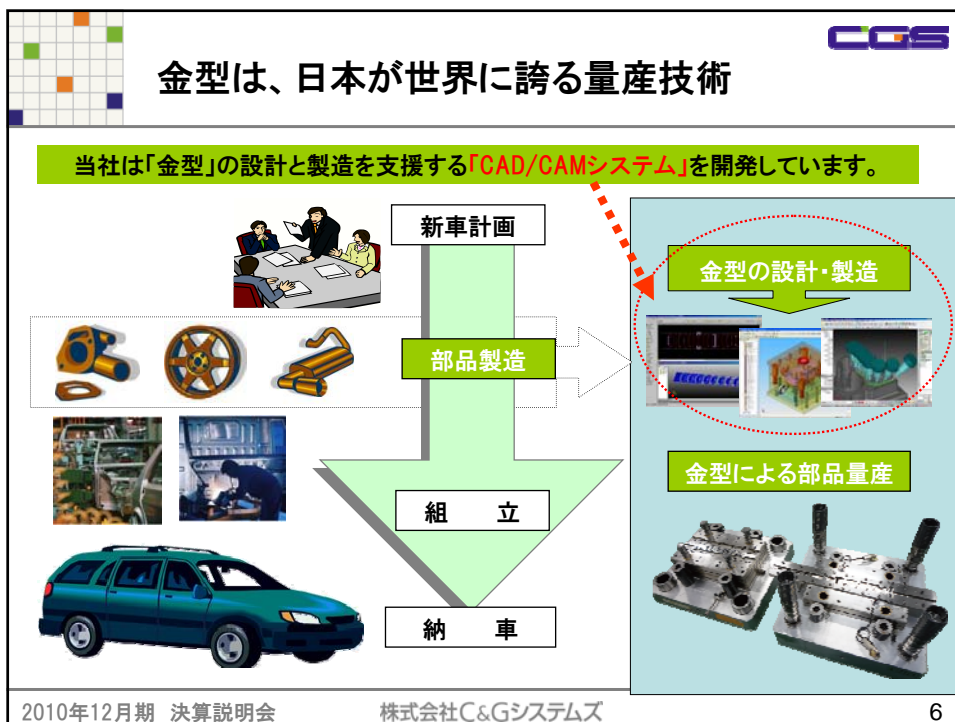 CGS
金型は、日本が世界に誇る量産技術
当社は「金型」の設計と製造を支援する「CAD/CAMシステム」を開発しています。
新車計画
部品製造
組　立
納　車
金型の設計・製造
金型による部品量産
2010年12月期 決算説明会
株式会社C&Gシステムズ
6